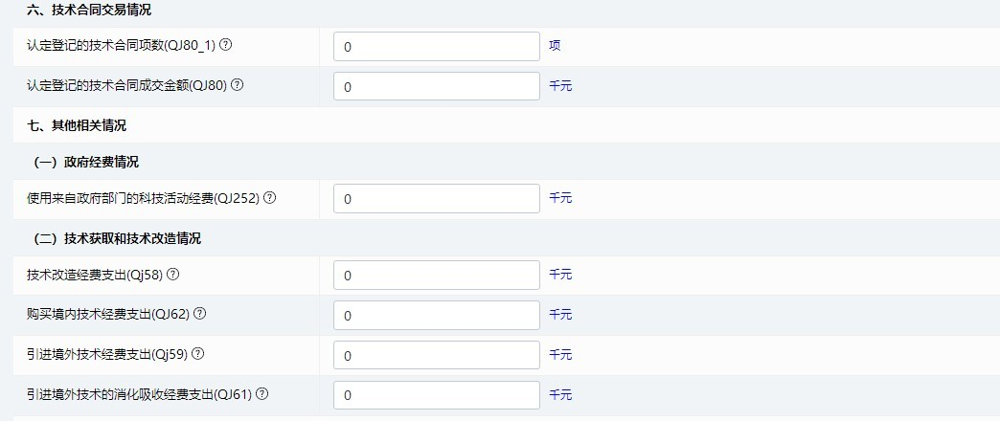 六、技术合同交易情况
认定登记的技术合同项数(QJ80_1) ? 0 项
认定登记的技术合同成交金额(QJ80) ? 0 千元
七、其他相关情况
（一）政府经费情况
使用来自政府部门的科技活动经费(QJ252) ? 0 千元
（二）技术获取和技术改造情况
技术改造经费支出(Qj58) ? 0 千元
购买境内技术经费支出(QJ62) ? 0 千元
引进境外技术经费支出(Qj59) ? 0 千元
引进境外技术的消化吸收经费支出(QJ61) ? 0 千元